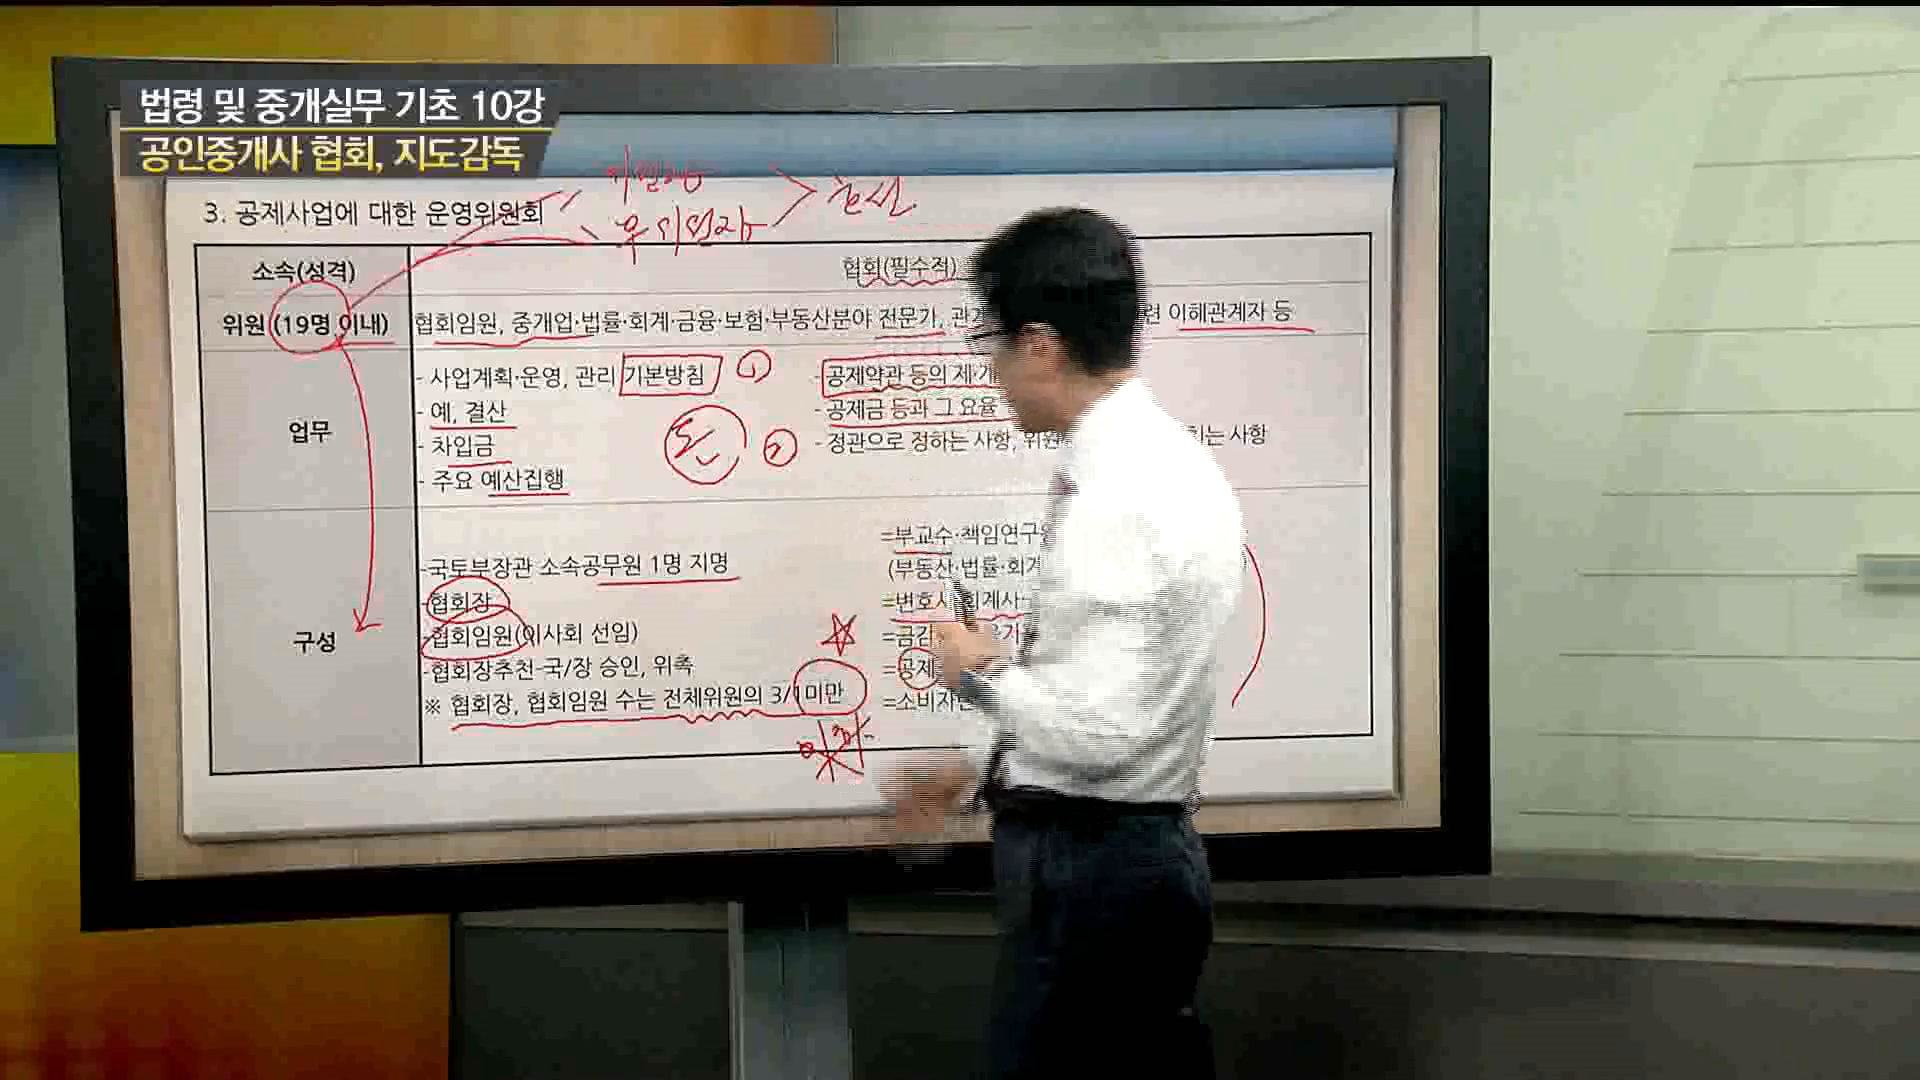 법령 및 중개실무 기초 10강
공인중개사 협회, 지도감독
3. 공제사업에 대한 운영위원회
소속(성격)
협회(필수적)
위원 (19명 이내)
협회임원, 중개업·법률·회계·금융·보험·부동산분야 전문가, 관계
련 이해관계자 등
업무
- 사업계획·운영, 관리 기본방침 ①
- 예, 결산
- 차입금
- 주요 예산집행
돈 ②
- 공제약관 등의 제·개
- 공제금 등과 그 요율
- 정관으로 정하는 사항, 위원
치는 사항
구성
-국토부장관 소속공무원 1명 지명
-협회장
-협회임원(이사회 선임)
-협회장추천-국/장 승인, 위촉
※ 협회장, 협회임원 수는 전체위원의 3/1미만
=부교수·책임연구원
(부동산·법률·회계
)
=변호사·회계사
=금감
=공제
=소비자